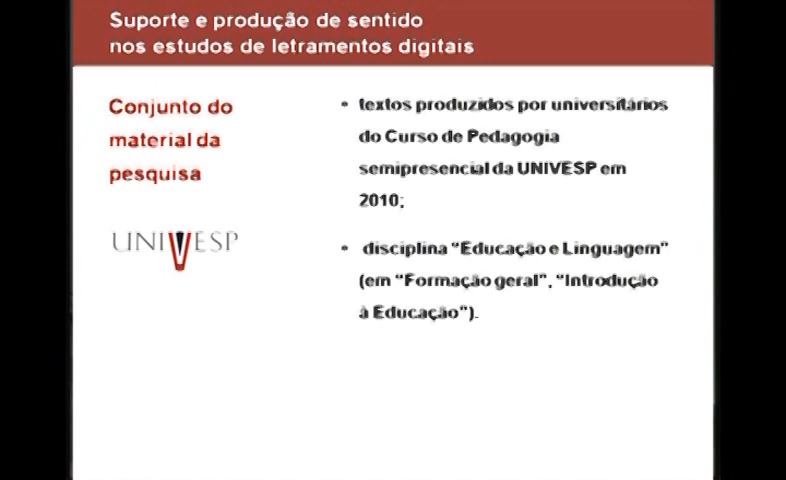 Suporte e produção de sentido
nos estudos de letramentos digitais
Conjunto do
material da
pesquisa
UNIVESP
• textos produzidos por universitários
do Curso de Pedagogia
semipresencial da UNIVESP em
2010;
• disciplina “Educação e Linguagem”
(em “Formação geral”, “Introdução
à Educação”).